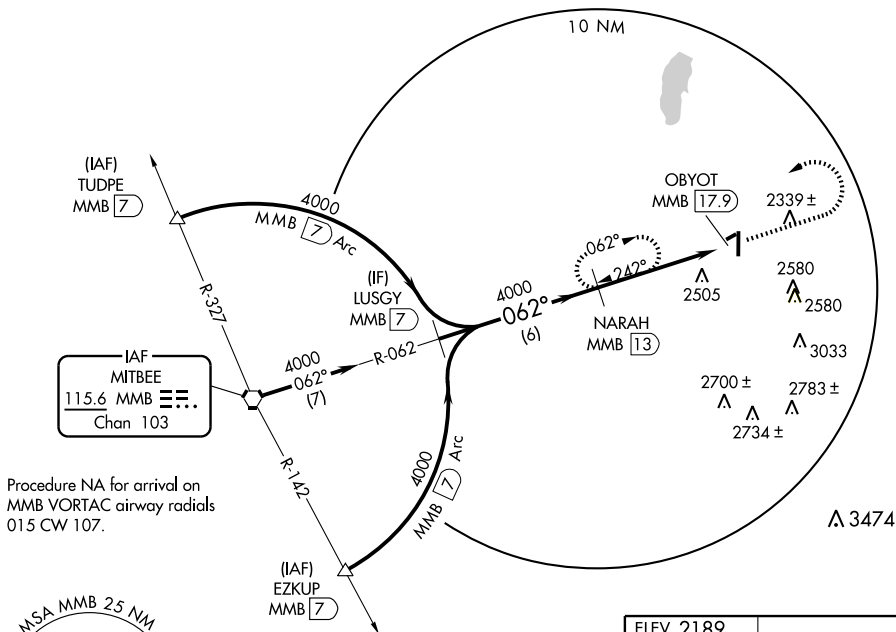 10 NM
(IAF)
TUDPE
MMB 7
4000
MMB 7 Arc
OBYOT
MMB 17.9
2339 ±
062°
242°
(IF)
LUSGY
MMB 7
R-327
4000
062°
(6)
NARAH
MMB 13
2505
2580
2580
3033
IAF
MITBEE
115.6 MMB
Chan 103
4000
062°
(7)
R-062
2700 ±
2734 ±
2783 ±
R-142
4000
MMB 7 Arc
Procedure NA for arrival on
MMB VORTAC airway radials
015 CW 107.
3474
(IAF)
EZKUP
MMB 7
MSA MMB 25 NM
ELEV 2189